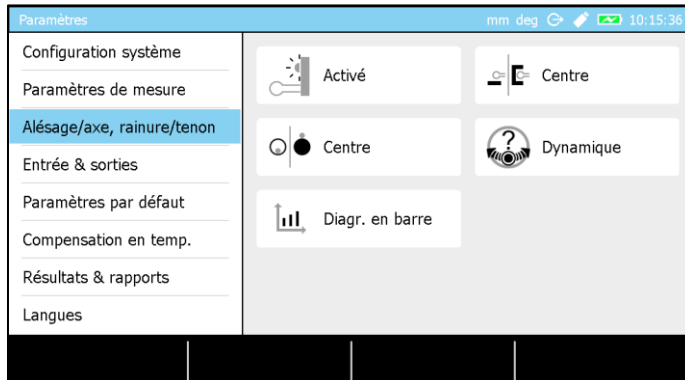 Paramètres
mm deg 10:15:36
Configuration système
Paramètres de mesure
Alésage/axe, rainure/tenon
Entrée & sorties
Paramètres par défaut
Compensation en temp.
Résultats & rapports
Langues
Activé
Centre
Centre
? Dynamique
Diagr. en barre